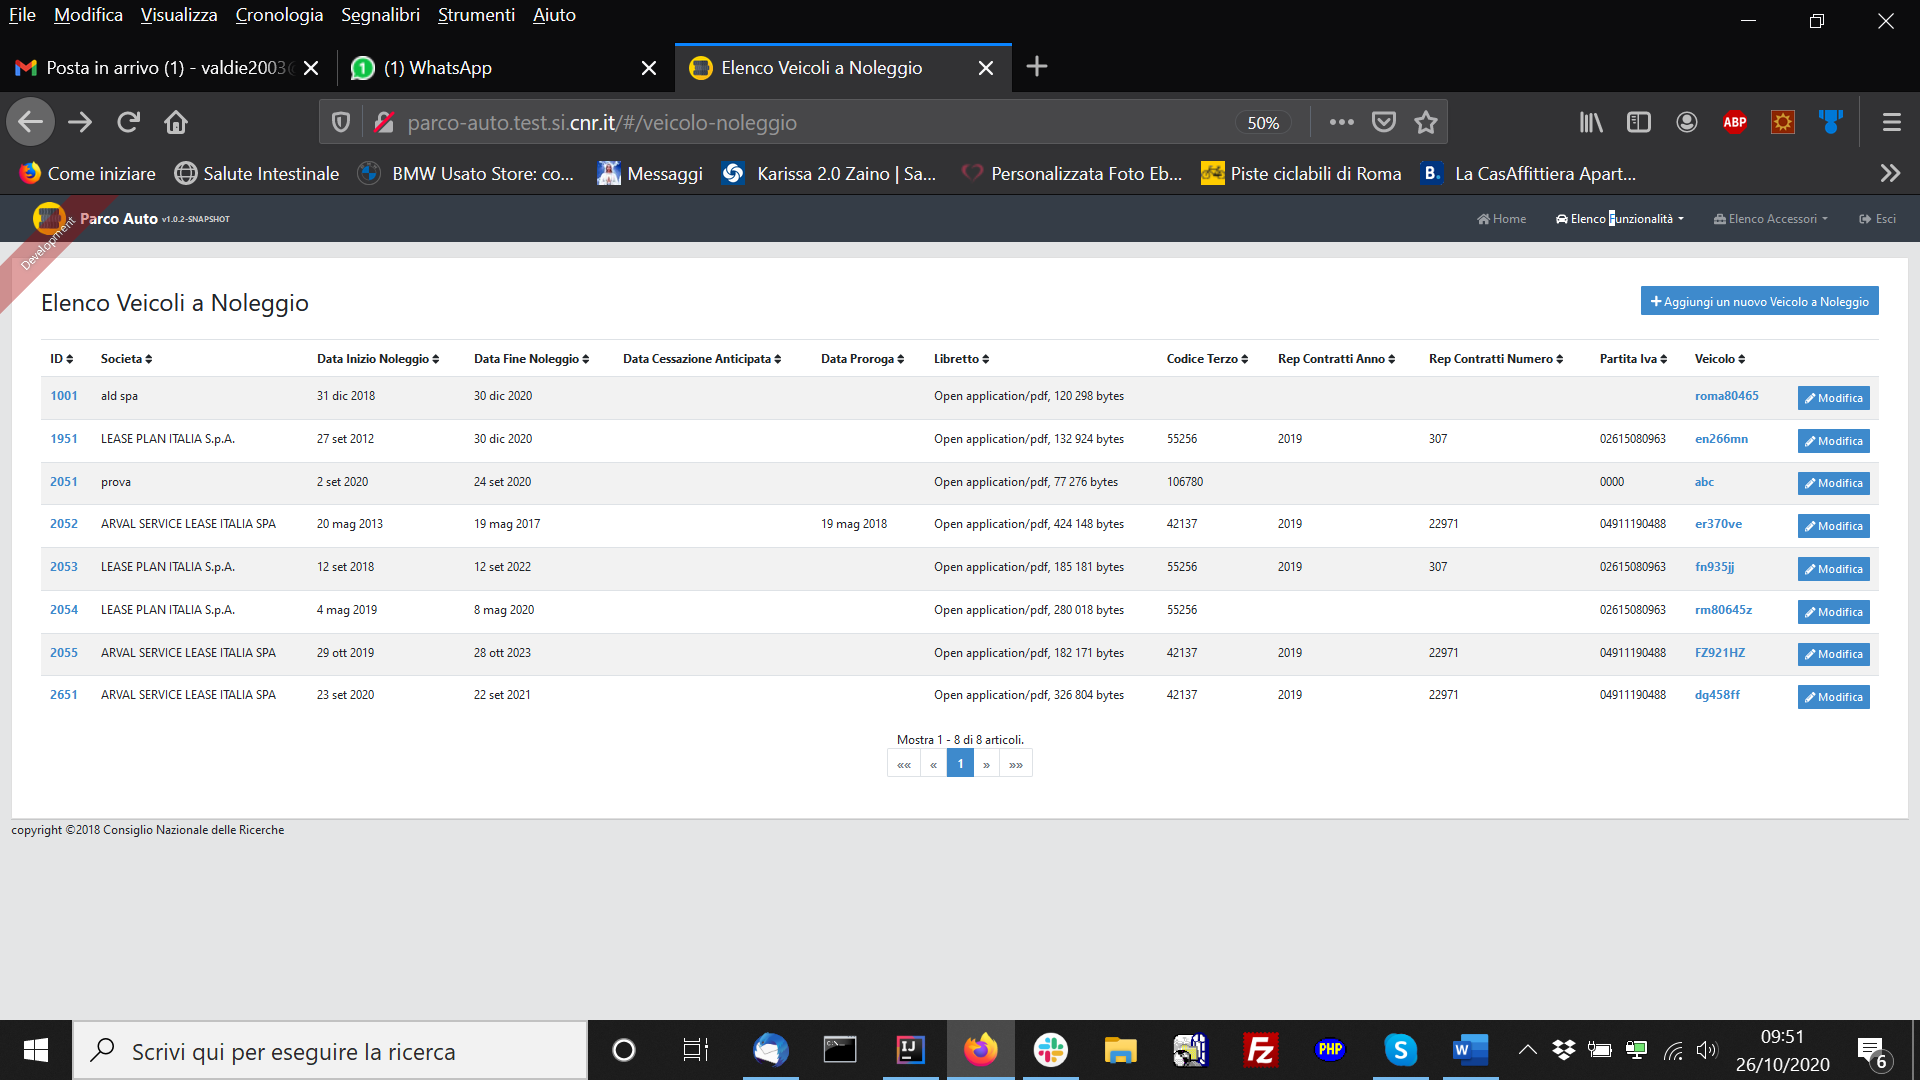 File Modifica Visualizza Cronologia Segnalibri Strumenti Aiuto
Posta in arrivo (1) - valdie2003@ (1) WhatsApp Elenco Veicoli a Noleggio
parco-auto.test.si.cnr.it/#/veicolo-noleggio 50% ABP
Come iniziare Salute Intestinale BMW Usato Store: co... Messaggi Karissa 2.0 Zaino | Sa... Personalizzata Foto Eb... Piste ciclabili di Roma B. La CasAffittiera Apart...
Development
Parco Auto v1.0.2-SNAPSHOT Home Elenco Funzionalità Elenco Accessori Esci
Elenco Veicoli a Noleggio Aggiungi un nuovo Veicolo a Noleggio
ID Societa Data Inizio Noleggio Data Fine Noleggio Data Cessazione Anticipata Data Proroga Libretto Codice Terzo Rep Contratti Anno Rep Contratti Numero Partita Iva Veicolo
1001 ald spa 31 dic 2018 30 dic 2020 Open application/pdf, 120 298 bytes roma80465 Modifica
1951 LEASE PLAN ITALIA S.p.A. 27 set 2012 30 dic 2020 Open application/pdf, 132 924 bytes 55256 2019 307 02615080963 en266mn Modifica
2051 prova 2 set 2020 24 set 2020 Open application/pdf, 77 276 bytes 106780 0000 abc Modifica
2052 ARVAL SERVICE LEASE ITALIA SPA 20 mag 2013 19 mag 2017 19 mag 2018 Open application/pdf, 424 148 bytes 42137 2019 22971 04911190488 er370ve Modifica
2053 LEASE PLAN ITALIA S.p.A. 12 set 2018 12 set 2022 Open application/pdf, 185 181 bytes 55256 2019 307 02615080963 fn935jj Modifica
2054 LEASE PLAN ITALIA S.p.A. 4 mag 2019 8 mag 2020 Open application/pdf, 280 018 bytes 55256 02615080963 rm80645z Modifica
2055 ARVAL SERVICE LEASE ITALIA SPA 29 ott 2019 28 ott 2023 Open application/pdf, 182 171 bytes 42137 2019 22971 04911190488 FZ921HZ Modifica
2651 ARVAL SERVICE LEASE ITALIA SPA 23 set 2020 22 set 2021 Open application/pdf, 326 804 bytes 42137 2019 22971 04911190488 dg458ff Modifica
Mostra 1 - 8 di 8 articoli.
«« « 1 » »»
copyright ©2018 Consiglio Nazionale delle Ricerche
Scrivi qui per eseguire la ricerca IJ Fz PHP S W 09:51
26/10/2020 6